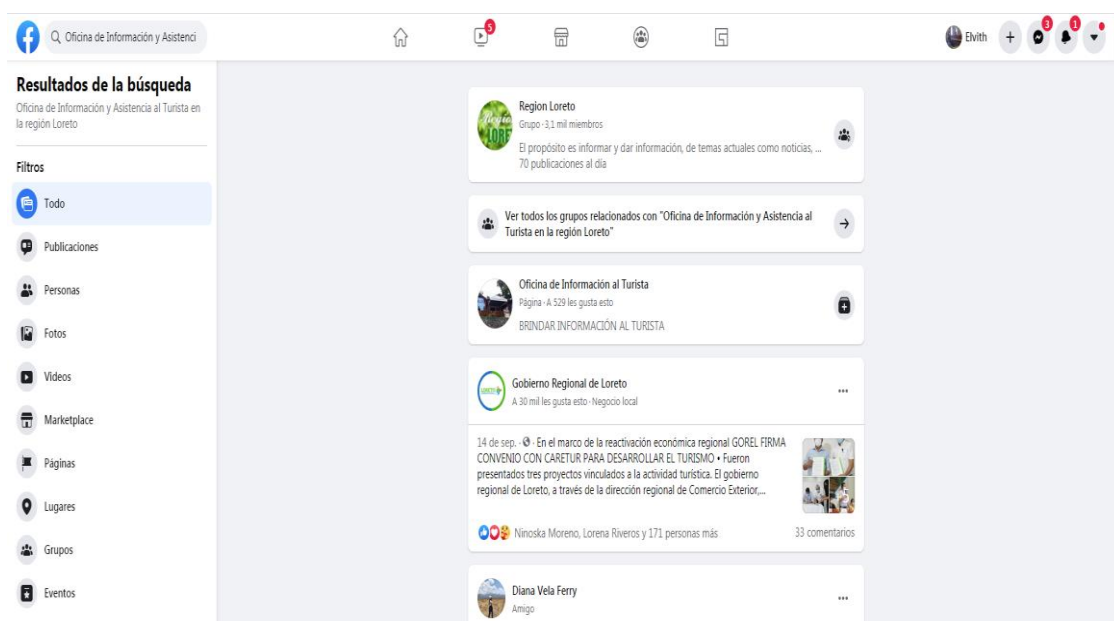 Oficina de Información y Asistenci
5
Elvith
3
1
Resultados de la búsqueda
Oficina de Información y Asistencia al Turista en
la región Loreto
Filtros
Todo
Publicaciones
Personas
Fotos
Videos
Marketplace
Páginas
Lugares
Grupos
Eventos
Region Loreto
Grupo · 3,1 mil miembros
El propósito es informar y dar información, de temas actuales como noticias, ...
70 publicaciones al día
Ver todos los grupos relacionados con "Oficina de Información y Asistencia al
Turista en la región Loreto"
Oficina de Información al Turista
Página · A 529 les gusta esto
BRINDAR INFORMACIÓN AL TURISTA
Gobierno Regional de Loreto
A 30 mil les gusta esto · Negocio local
14 de sep. · En el marco de la reactivación económica regional GOREL FIRMA
CONVENIO CON CARETUR PARA DESARROLLAR EL TURISMO • Fueron
presentados tres proyectos vinculados a la actividad turística. El gobierno
regional de Loreto, a través de la dirección regional de Comercio Exterior,...
Ninoska Moreno, Lorena Riveros y 171 personas más
33 comentarios
Diana Vela Ferry
Amigo